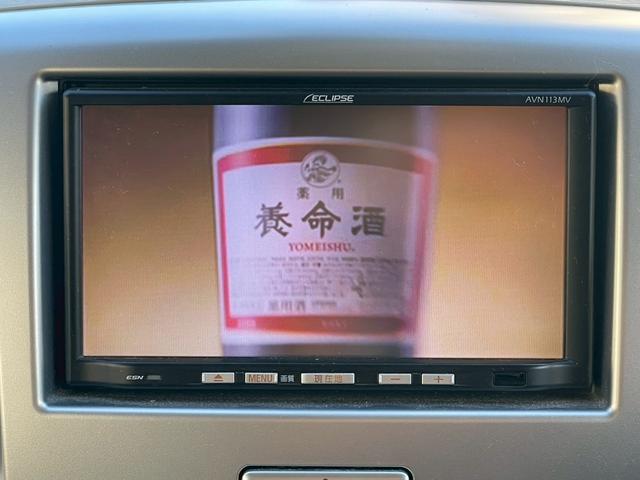 ECLIPSE
AVN113MV
薬用
養命酒
YOMEISHU®
薬用酒
ESN
MENU 画質 現在地 − +